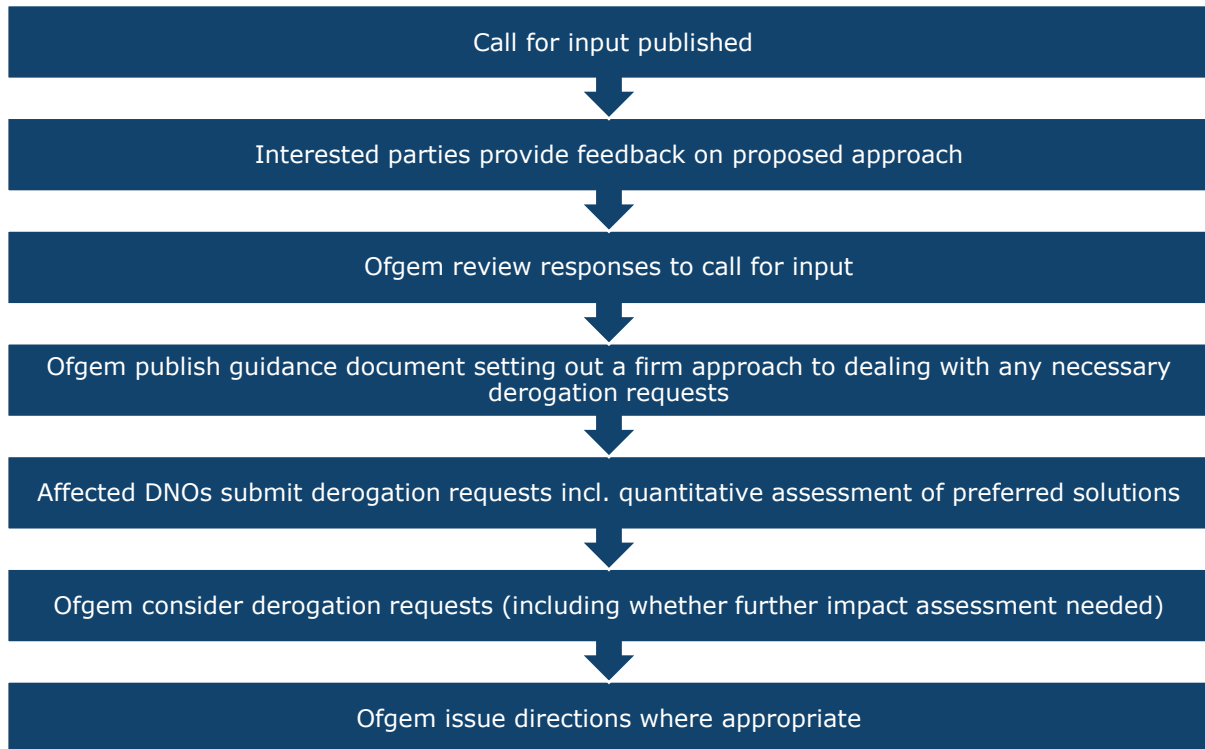 Call for input published
Interested parties provide feedback on proposed approach
Ofgem review responses to call for input
Ofgem publish guidance document setting out a firm approach to dealing with any necessary
derogation requests
Affected DNOs submit derogation requests incl. quantitative assessment of preferred solutions
Ofgem consider derogation requests (including whether further impact assessment needed)
Ofgem issue directions where appropriate